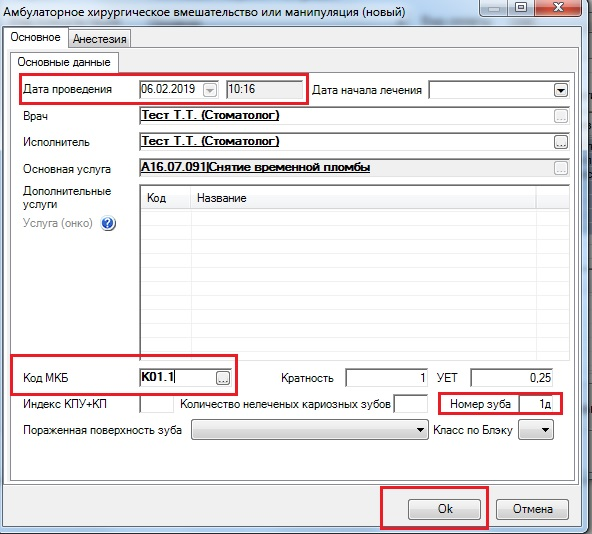 Амбулаторное хирургическое вмешательство или манипуляция (новый)
Основное Анестезия
Основные данные
Дата проведения 06.02.2019 10:16 Дата начала лечения
Врач Тест Т.Т. (Стоматолог)
Исполнитель Тест Т.Т. (Стоматолог)
Основная услуга A16.07.091|Снятие временной пломбы
Дополнительные услуги Код Название
Услуга (онко)
Код МКБ K01.1 Кратность 1 УЕТ 0,25
Индекс КПУ+КП Количество нелеченых кариозных зубов Номер зуба 1д
Пораженная поверхность зуба Класс по Блэку
Ok Отмена